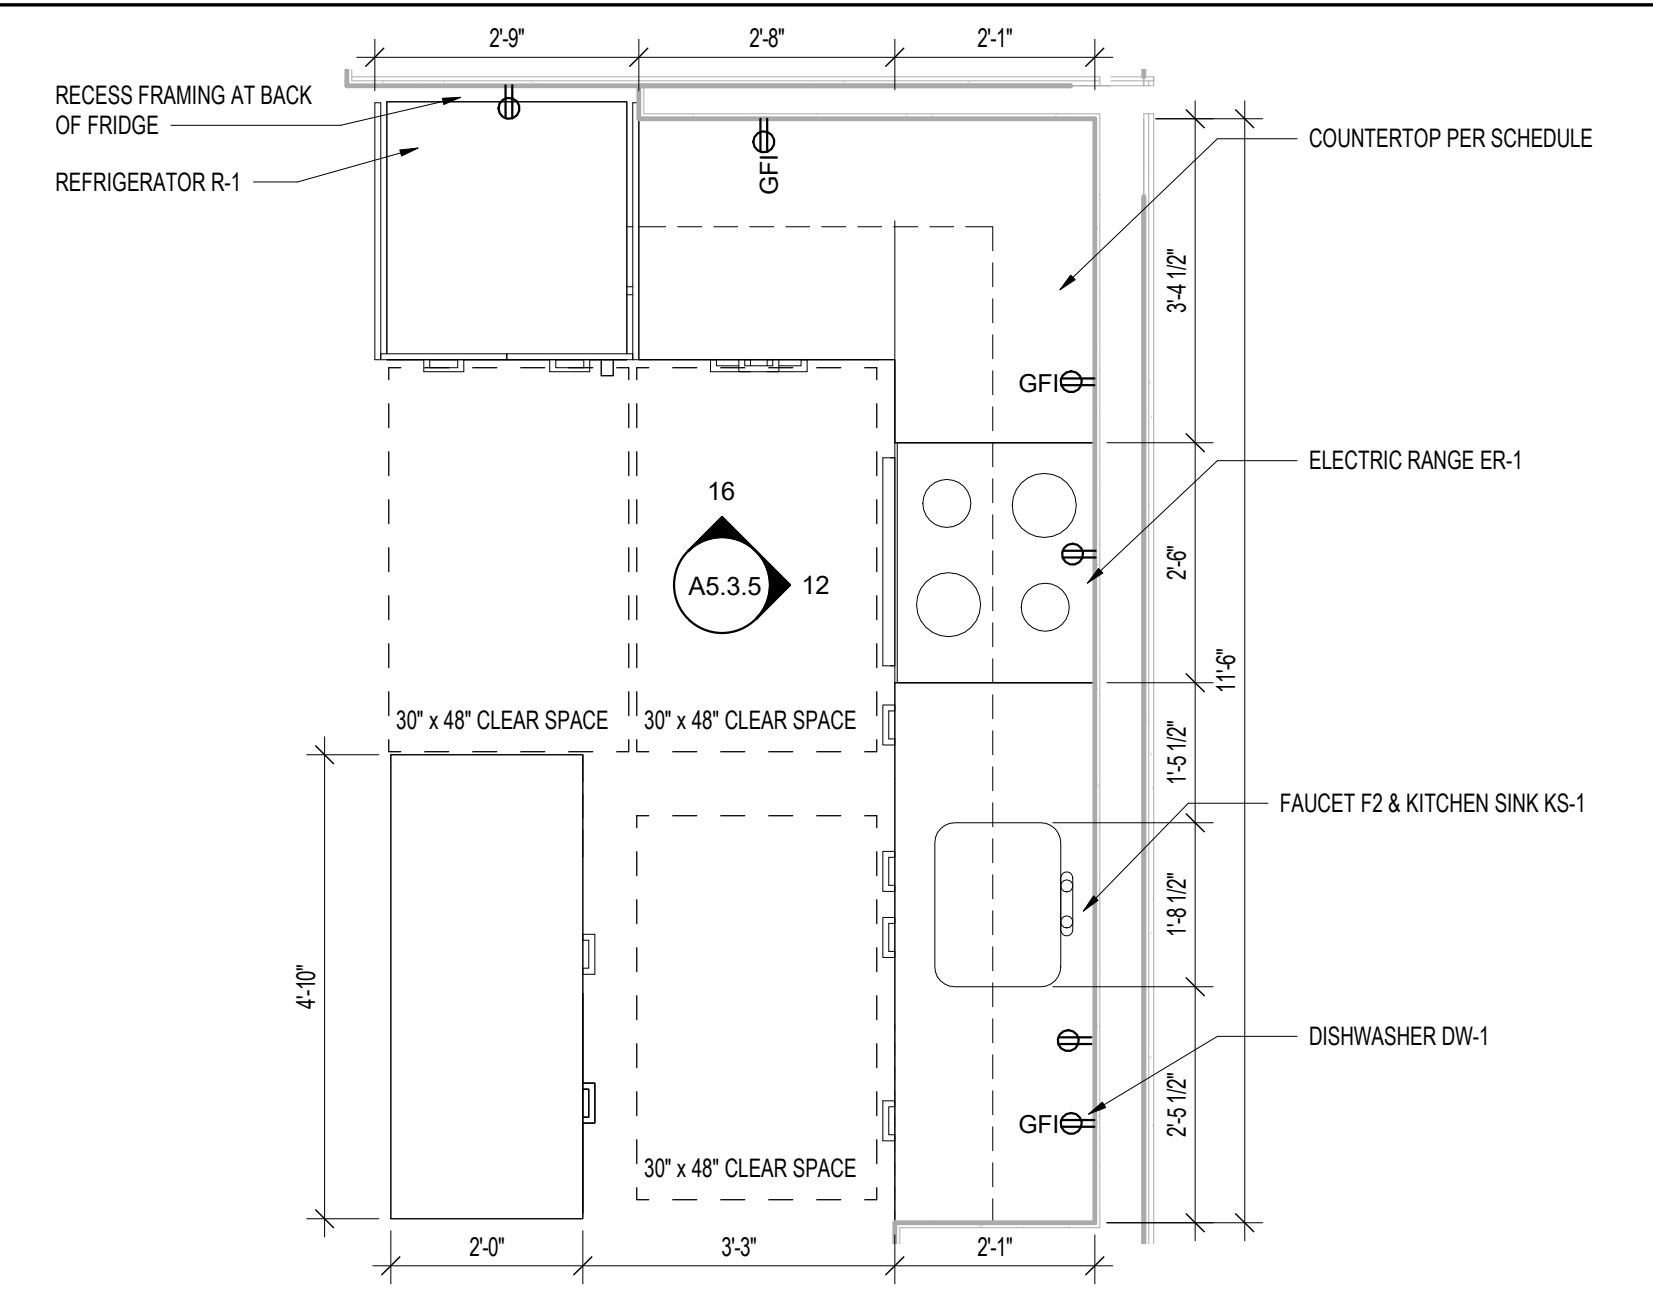 2'-9"
2'-8"
2'-1"
RECESS FRAMING AT BACK
OF FRIDGE
REFRIGERATOR R-1
GFI
COUNTERTOP PER SCHEDULE
3'-4 1/2"
GFI
ELECTRIC RANGE ER-1
16
A5.3.5
12
2'-6"
11'-6"
30" x 48" CLEAR SPACE
30" x 48" CLEAR SPACE
1'-5 1/2"
FAUCET F2 & KITCHEN SINK KS-1
1'-8 1/2"
4'-10"
DISHWASHER DW-1
2'-5 1/2"
GFI
30" x 48" CLEAR SPACE
2'-0"
3'-3"
2'-1"